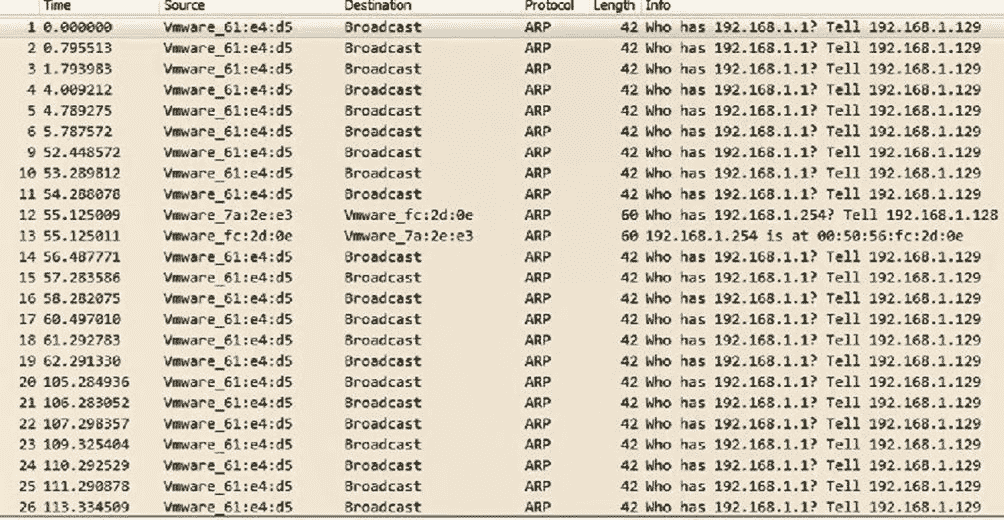 Time Source Destination Protocol Length Info
1 0.000000 Vmware_61:e4:d5 Broadcast ARP 42 Who has 192.168.1.1? Tell 192.168.1.129
2 0.795513 Vmware_61:e4:d5 Broadcast ARP 42 Who has 192.168.1.1? Tell 192.168.1.129
3 1.793983 Vmware_61:e4:d5 Broadcast ARP 42 Who has 192.168.1.1? Tell 192.168.1.129
4 4.009212 Vmware_61:e4:d5 Broadcast ARP 42 Who has 192.168.1.1? Tell 192.168.1.129
5 4.789275 Vmware_61:e4:d5 Broadcast ARP 42 Who has 192.168.1.1? Tell 192.168.1.129
6 5.787572 Vmware_61:e4:d5 Broadcast ARP 42 Who has 192.168.1.1? Tell 192.168.1.129
9 52.448572 Vmware_61:e4:d5 Broadcast ARP 42 Who has 192.168.1.1? Tell 192.168.1.129
10 53.289812 Vmware_61:e4:d5 Broadcast ARP 42 Who has 192.168.1.1? Tell 192.168.1.129
11 54.288078 Vmware_61:e4:d5 Broadcast ARP 42 Who has 192.168.1.1? Tell 192.168.1.129
12 55.125009 Vmware_7a:2e:e3 Vmware_fc:2d:0e ARP 60 Who has 192.168.1.254? Tell 192.168.1.128
13 55.125011 Vmware_fc:2d:0e Vmware_7a:2e:e3 ARP 60 192.168.1.254 is at 00:50:56:fc:2d:0e
14 56.487771 Vmware_61:e4:d5 Broadcast ARP 42 Who has 192.168.1.1? Tell 192.168.1.129
15 57.283586 Vmware_61:e4:d5 Broadcast ARP 42 Who has 192.168.1.1? Tell 192.168.1.129
16 58.282075 Vmware_61:e4:d5 Broadcast ARP 42 Who has 192.168.1.1? Tell 192.168.1.129
17 60.497010 Vmware_61:e4:d5 Broadcast ARP 42 Who has 192.168.1.1? Tell 192.168.1.129
18 61.292783 Vmware_61:e4:d5 Broadcast ARP 42 Who has 192.168.1.1? Tell 192.168.1.129
19 62.291330 Vmware_61:e4:d5 Broadcast ARP 42 Who has 192.168.1.1? Tell 192.168.1.129
20 105.284936 Vmware_61:e4:d5 Broadcast ARP 42 Who has 192.168.1.1? Tell 192.168.1.129
21 106.283052 Vmware_61:e4:d5 Broadcast ARP 42 Who has 192.168.1.1? Tell 192.168.1.129
22 107.298357 Vmware_61:e4:d5 Broadcast ARP 42 Who has 192.168.1.1? Tell 192.168.1.129
23 109.325404 Vmware_61:e4:d5 Broadcast ARP 42 Who has 192.168.1.1? Tell 192.168.1.129
24 110.292529 Vmware_61:e4:d5 Broadcast ARP 42 Who has 192.168.1.1? Tell 192.168.1.129
25 111.290878 Vmware_61:e4:d5 Broadcast ARP 42 Who has 192.168.1.1? Tell 192.168.1.129
26 113.334509 Vmware_61:e4:d5 Broadcast ARP 42 Who has 192.168.1.1? Tell 192.168.1.129